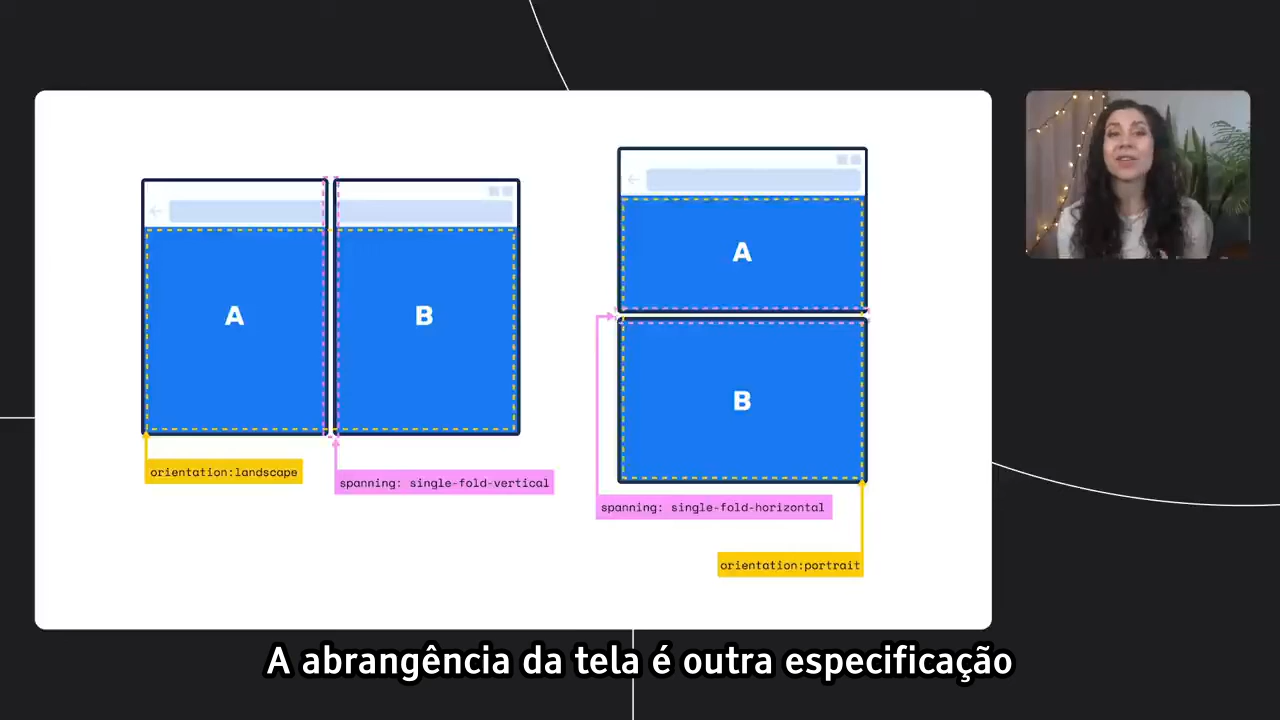 A
B
orientation:landscape
spanning: single-fold-vertical
A
B
spanning: single-fold-horizontal
orientation:portrait
A abrangência da tela é outra especificação